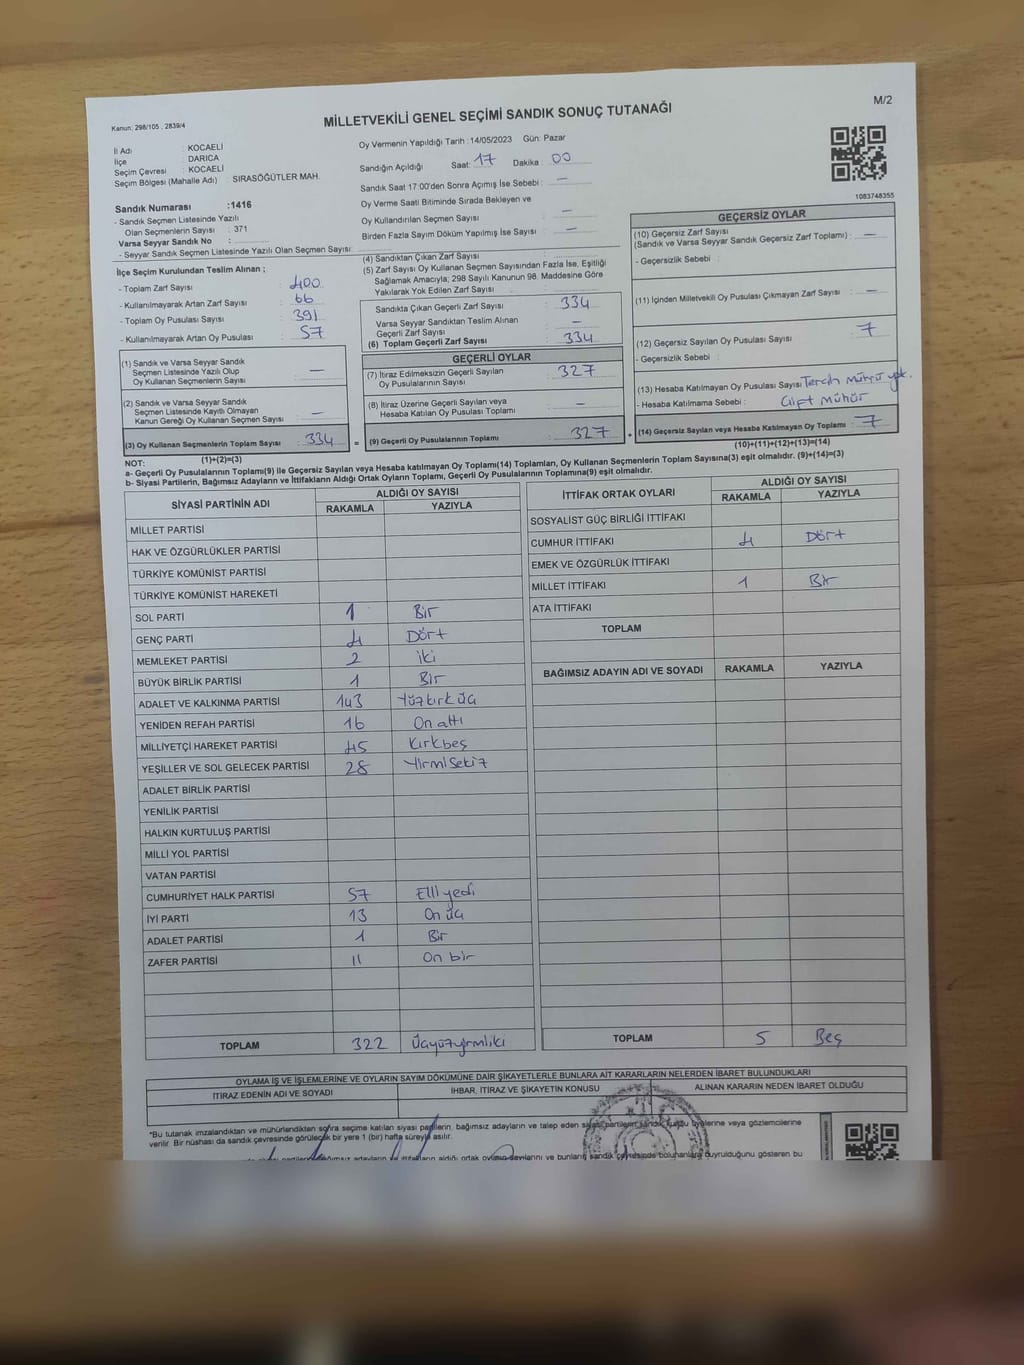 Kanun; 298/105 , 2839/4
MİLLETVEKİLİ GENEL SEÇİMİ SANDIK SONUÇ TUTANAĞI
M/2
İl Adı : KOCAELİ
İlçe : DARICA
Seçim Çevresi : KOCAELİ
Seçim Bölgesi (Mahalle Adı) : SIRASÖĞÜTLER MAH.
Sandık Numarası :1416
- Sandık Seçmen Listesinde Yazılı
Olan Seçmenlerin Sayısı : 371
Varsa Seyyar Sandık No :
- Seyyar Sandık Seçmen Listesinde Yazılı Olan Seçmen Sayısı:
Oy Vermenin Yapıldığı Tarih :14/05/2023 Gün: Pazar
Sandığın Açıldığı Saat: 17 Dakika : 00
Sandık Saat 17:00'den Sonra Açımış İse Sebebi : —
Oy Verme Saati Bitiminde Sırada Bekleyen ve
Oy Kullandırılan Seçmen Sayısı : —
Birden Fazla Sayım Döküm Yapılmış İse Sayısı : —
1083748355
İlçe Seçim Kurulundan Teslim Alınan ;
- Toplam Zarf Sayısı : 400
- Kullanılmayarak Artan Zarf Sayısı : 66
- Toplam Oy Pusulası Sayısı : 391
- Kullanılmayarak Artan Oy Pusulası : 57
(1) Sandık ve Varsa Seyyar Sandık
Seçmen Listesinde Yazılı Olup
Oy Kullanan Seçmenlerin Sayısı : —
(2) Sandık ve Varsa Seyyar Sandık
Seçmen Listesinde Kayıtlı Olmayan
Kanun Gereği Oy Kullanan Seçmen Sayısı : —
(3) Oy Kullanan Seçmenlerin Toplam Sayısı : 334
(1)+(2)=(3)
(4) Sandıktan Çıkan Zarf Sayısı :
(5) Zarf Sayısı Oy Kullanan Seçmen Sayısından Fazla İse, Eşitliği
Sağlamak Amacıyla; 298 Sayılı Kanunun 98. Maddesine Göre
Yakılarak Yok Edilen Zarf Sayısı :
Sandıkta Çıkan Geçerli Zarf Sayısı : 334
Varsa Seyyar Sandıktan Teslim Alınan
Geçerli Zarf Sayısı : —
(6) Toplam Geçerli Zarf Sayısı : 334
GEÇERLİ OYLAR
(7) İtiraz Edilmeksizin Geçerli Sayılan
Oy Pusulalarının Sayısı : 327
(8) İtiraz Üzerine Geçerli Sayılan veya
Hesaba Katılan Oy Pusulası Toplamı : —
= (9) Geçerli Oy Pusulalarının Toplamı : 327
GEÇERSİZ OYLAR
(10) Geçersiz Zarf Sayısı
(Sandık ve Varsa Seyyar Sandık Geçersiz Zarf Toplamı) : —
- Geçersizlik Sebebi :
(11) İçinden Milletvekili Oy Pusulası Çıkmayan Zarf Sayısı : —
(12) Geçersiz Sayılan Oy Pusulası Sayısı : 7
- Geçersizlik Sebebi :
(13) Hesaba Katılmayan Oy Pusulası Sayısı Tercih Mühürü yok.
- Hesaba Katılmama Sebebi : Çift mühür
+ (14) Geçersiz Sayılan veya Hesaba Katılmayan Oy Toplamı : 7
(10)+(11)+(12)+(13)=(14)
NOT:
a- Geçerli Oy Pusulalarının Toplamı(9) ile Geçersiz Sayılan veya Hesaba katılmayan Oy Toplamı(14) Toplamları, Oy Kullanan Seçmenlerin Toplam Sayısına(3) eşit olmalıdır. (9)+(14)=(3)
b- Siyasi Partilerin, Bağımsız Adayların ve İttifakların Aldığı Ortak Oyların Toplamı, Geçerli Oy Pusulalarının Toplamına(9) eşit olmalıdır.
SİYASİ PARTİNİN ADI ALDIĞI OY SAYISI
RAKAMLA YAZIYLA
MİLLET PARTİSİ
HAK VE ÖZGÜRLÜKLER PARTİSİ
TÜRKİYE KOMÜNİST PARTİSİ
TÜRKİYE KOMÜNİST HAREKETİ
SOL PARTİ 1 Bir
GENÇ PARTİ 4 Dört
MEMLEKET PARTİSİ 2 iki
BÜYÜK BİRLİK PARTİSİ 1 Bir
ADALET VE KALKINMA PARTİSİ 143 Yüzkırk üç
YENİDEN REFAH PARTİSİ 16 On altı
MİLLİYETÇİ HAREKET PARTİSİ 45 Kırkbeş
YEŞİLLER VE SOL GELECEK PARTİSİ 28 Yirmisekiz
ADALET BİRLİK PARTİSİ
YENİLİK PARTİSİ
HALKIN KURTULUŞ PARTİSİ
MİLLİ YOL PARTİSİ
VATAN PARTİSİ
CUMHURİYET HALK PARTİSİ 57 Elli yedi
İYİ PARTİ 13 On üç
ADALET PARTİSİ 1 Bir
ZAFER PARTİSİ 11 On bir
TOPLAM 322 Üçyüzyirmiiki
İTTİFAK ORTAK OYLARI ALDIĞI OY SAYISI
RAKAMLA YAZIYLA
SOSYALİST GÜÇ BİRLİĞİ İTTİFAKI
CUMHUR İTTİFAKI 4 Dört
EMEK VE ÖZGÜRLÜK İTTİFAKI
MİLLET İTTİFAKI 1 Bir
ATA İTTİFAKI
TOPLAM
BAĞIMSIZ ADAYIN ADI VE SOYADI RAKAMLA YAZIYLA
TOPLAM 5 Beş
OYLAMA İŞ VE İŞLEMLERİNE VE OYLARIN SAYIM DÖKÜMÜNE DAİR ŞİKAYETLERLE BUNLARA AİT KARARLARIN NELERDEN İBARET BULUNDUKLARI
İTİRAZ EDENİN ADI VE SOYADI İHBAR, İTİRAZ VE ŞİKAYETİN KONUSU ALINAN KARARIN NEDEN İBARET OLDUĞU
*Bu tutanak imzalandıktan ve mühürlendikten sonra seçime katılan siyasi partilerin, bağımsız adayların ve talep eden siyasi partilerin sandık kurulu üyelerine veya gözlemcilerine
verilir. Bir nüshası da sandık çevresinde görülecek bir yere 1 (bir) hafta süreyle asılır.
partilerin, bağımsız adayların ve ittifakların aldığı ortak oyların sayılarını ve bunların sandık çevresinde bulunanlara duyrulduğunu gösteren bu